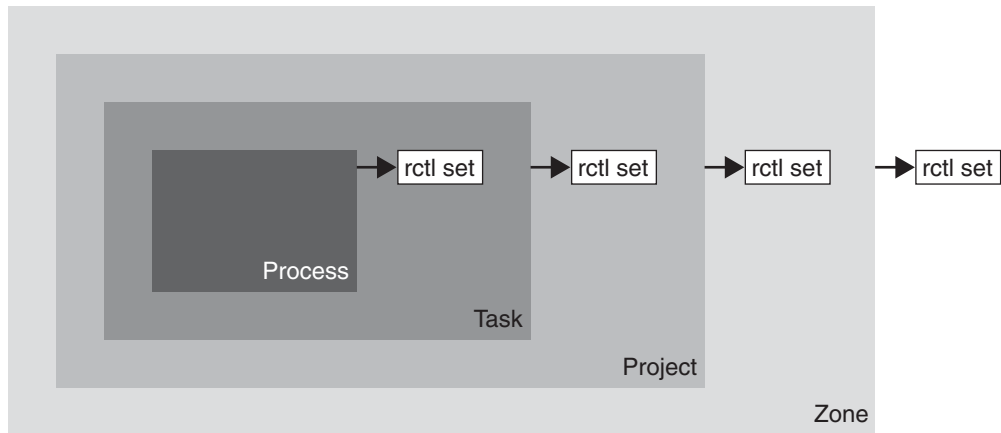 rctl set
rctl set
rctl set
rctl set
Process
Task
Project
Zone